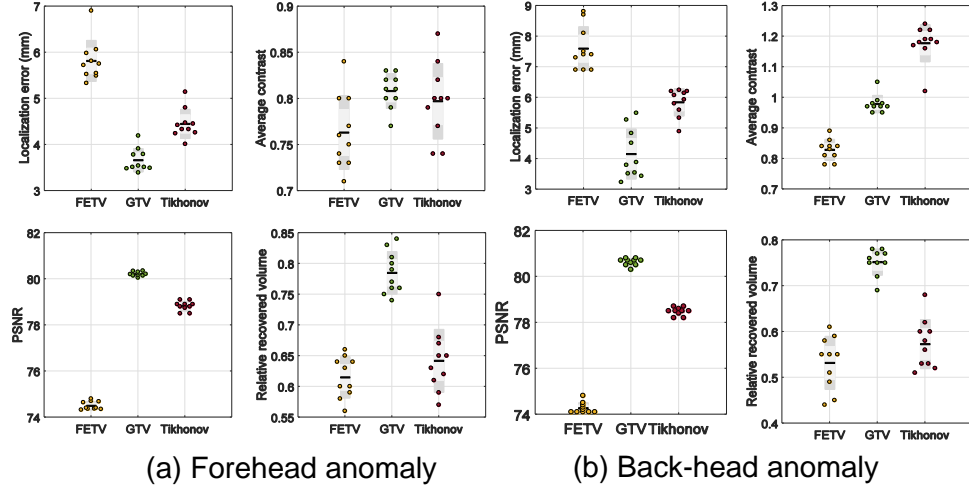 Localization error (mm)
7
6
5
4
3
FETV GTV Tikhonov
Average contrast
0.9
0.85
0.8
0.75
0.7
FETV GTV Tikhonov
Localization error (mm)
9
8
7
6
5
4
3
FETV GTV Tikhonov
Average contrast
1.3
1.2
1.1
1
0.9
0.8
0.7
FETV GTV Tikhonov
PSNR
82
80
78
76
74
FETV GTV Tikhonov
Relative recovered volume
0.85
0.8
0.75
0.7
0.65
0.6
0.55
FETV GTV Tikhonov
PSNR
82
80
78
76
74
FETV GTV Tikhonov
Relative recovered volume
0.8
0.7
0.6
0.5
0.4
FETV GTV Tikhonov
(a) Forehead anomaly
(b) Back-head anomaly